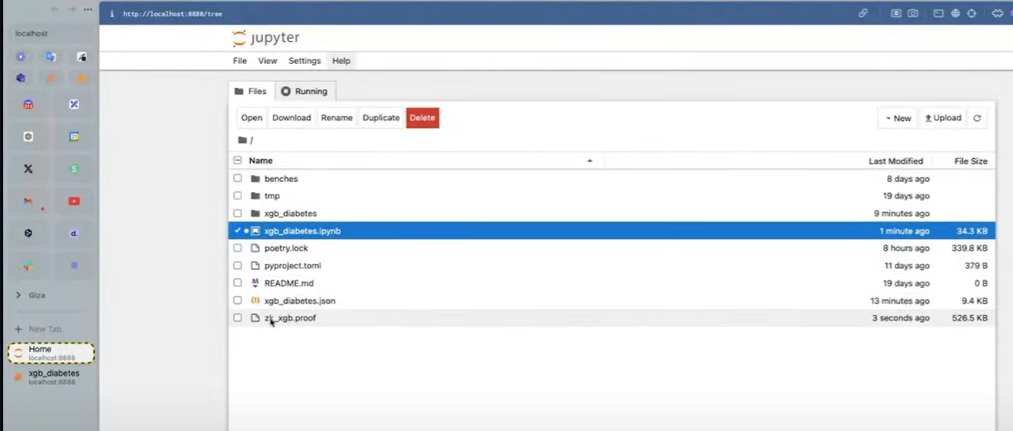 http://localhost:8888/tree
localhost
jupyter
File View Settings Help
Files Running
Open Download Rename Duplicate Delete
New Upload
/
Name Last Modified File Size
benches 8 days ago
tmp 19 days ago
xgb_diabetes 9 minutes ago
xgb_diabetes.ipynb 1 minute ago 34.3 KB
poetry.lock 8 hours ago 339.8 KB
pyproject.toml 11 days ago 379 B
README.md 19 days ago 0 B
xgb_diabetes.json 13 minutes ago 9.4 KB
zk_xgb.proof 3 seconds ago 526.5 KB
Giza
+ New Tab
Home
localhost:8888
xgb_diabetes
localhost:8888